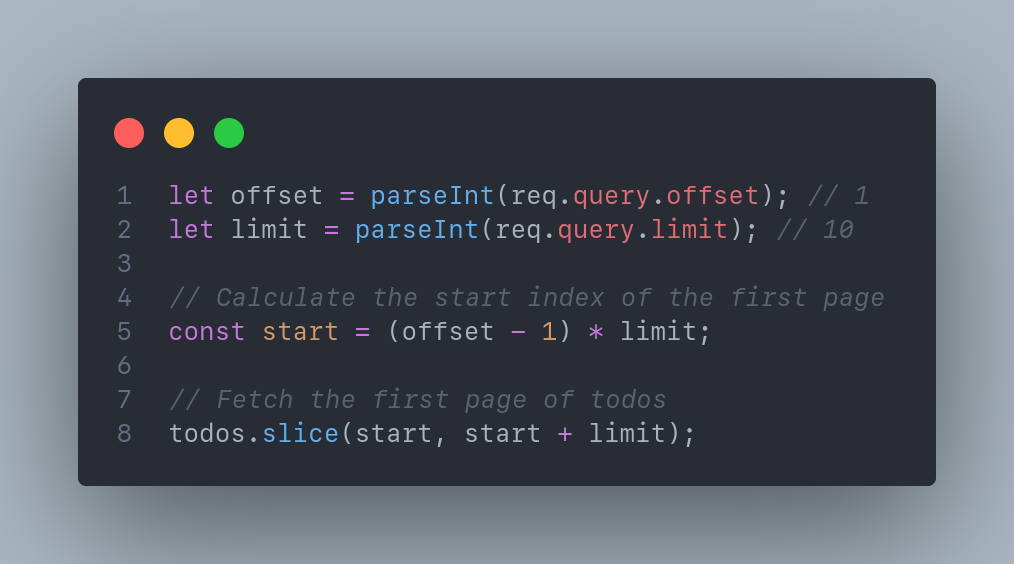 1 let offset = parseInt(req.query.offset); // 1
2 let limit = parseInt(req.query.limit); // 10
3
4 // Calculate the start index of the first page
5 const start = (offset - 1) * limit;
6
7 // Fetch the first page of todos
8 todos.slice(start, start + limit);